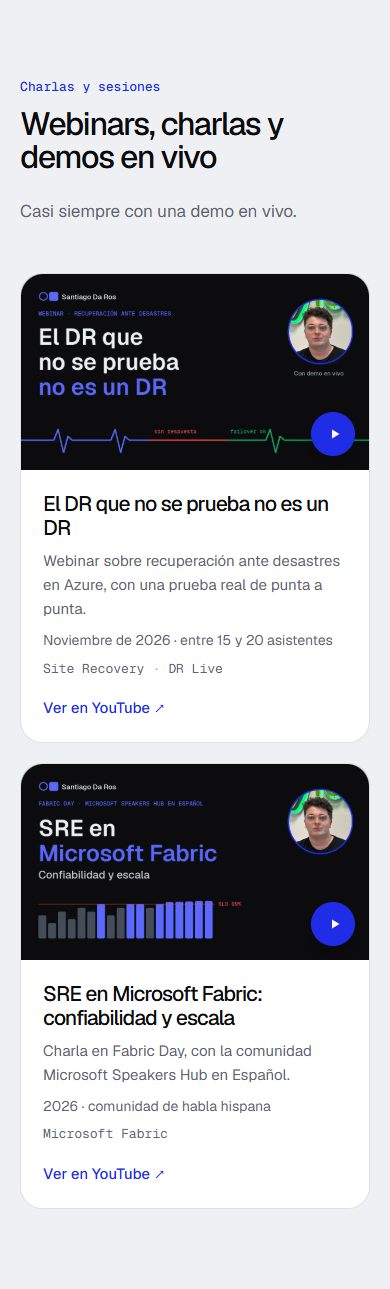 Charlas y sesiones
Webinars, charlas y
demos en vivo
Casi siempre con una demo en vivo.
Santiago Da Ros
WEBINAR · RECUPERACIÓN ANTE DESASTRES
El DR que
no se prueba
no es un DR
Con demo en vivo
sin respuesta
failover ok
El DR que no se prueba no es un
DR
Webinar sobre recuperación ante desastres
en Azure, con una prueba real de punta a
punta.
Noviembre de 2026 · entre 15 y 20 asistentes
Site Recovery · DR Live
Ver en YouTube ↗
Santiago Da Ros
FABRIC DAY · MICROSOFT SPEAKERS HUB EN ESPAÑOL
SRE en
Microsoft Fabric
Confiabilidad y escala
SLO 99%
SRE en Microsoft Fabric:
confiabilidad y escala
Charla en Fabric Day, con la comunidad
Microsoft Speakers Hub en Español.
2026 · comunidad de habla hispana
Microsoft Fabric
Ver en YouTube ↗